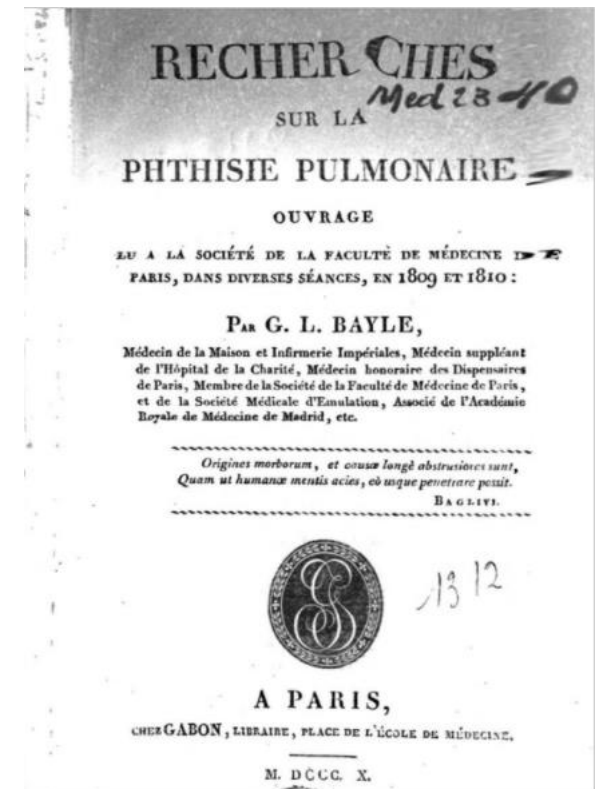 RECHERCHES
Med 23 40
SUR LA
PHTHISIE PULMONAIRE
OUVRAGE
LU A LA SOCIÉTÉ DE LA FACULTÉ DE MÉDECINE DE
PARIS, DANS DIVERSES SÉANCES, EN 1809 ET 1810 :
PAR G. L. BAYLE,
Médecin de la Maison et Infirmerie Impériales, Médecin suppléant
de l'Hôpital de la Charité, Médecin honoraire des Dispensaires
de Paris, Membre de la Société de la Faculté de Médecine de Paris,
et de la Société Médicale d'Emulation, Associé de l'Académie
Royale de Médecine de Madrid, etc.
Origines morborum, et causæ longè abstrusiores sunt,
Quam ut humanæ mentis acies, eò usque penetrare possit.
BAGLIVI.
1312
A PARIS,
CHEZ GABON, LIBRAIRE, PLACE DE L'ÉCOLE DE MÉDECINE.
M. DCCC. X.